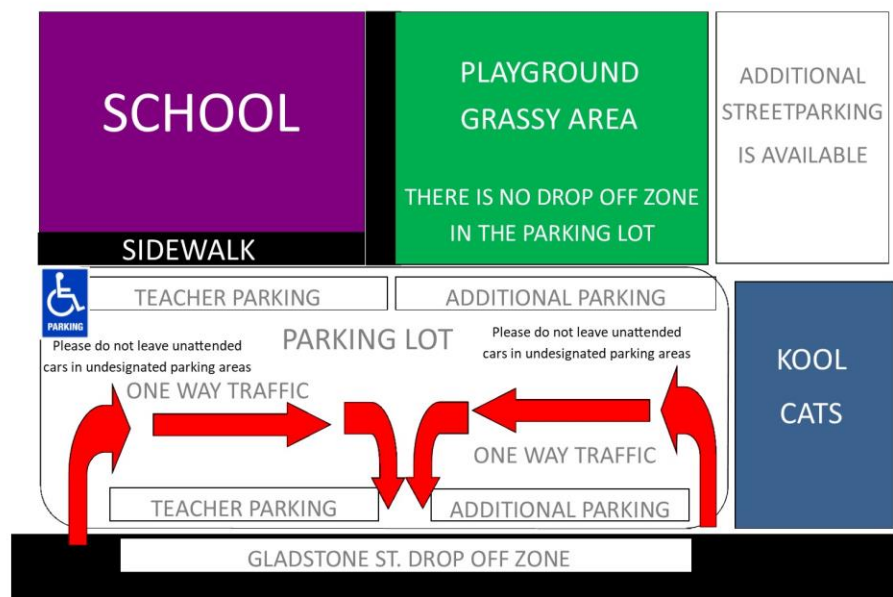 SCHOOL
SIDEWALK
PLAYGROUND
GRASSY AREA
THERE IS NO DROP OFF ZONE
IN THE PARKING LOT
ADDITIONAL
STREETPARKING
IS AVAILABLE
PARKING
TEACHER PARKING
ADDITIONAL PARKING
PARKING LOT
Please do not leave unattended
cars in undesignated parking areas
Please do not leave unattended
cars in undesignated parking areas
ONE WAY TRAFFIC
ONE WAY TRAFFIC
KOOL
CATS
TEACHER PARKING
ADDITIONAL PARKING
GLADSTONE ST. DROP OFF ZONE